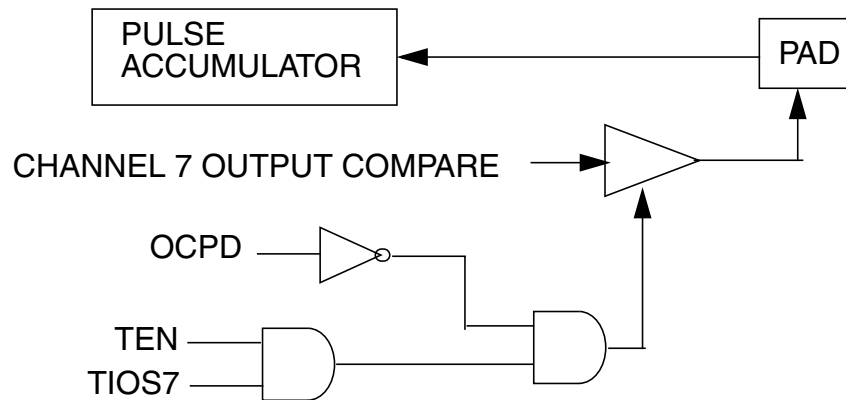 PULSE
ACCUMULATOR
PAD
CHANNEL 7 OUTPUT COMPARE
OCPD
TEN
TIOS7